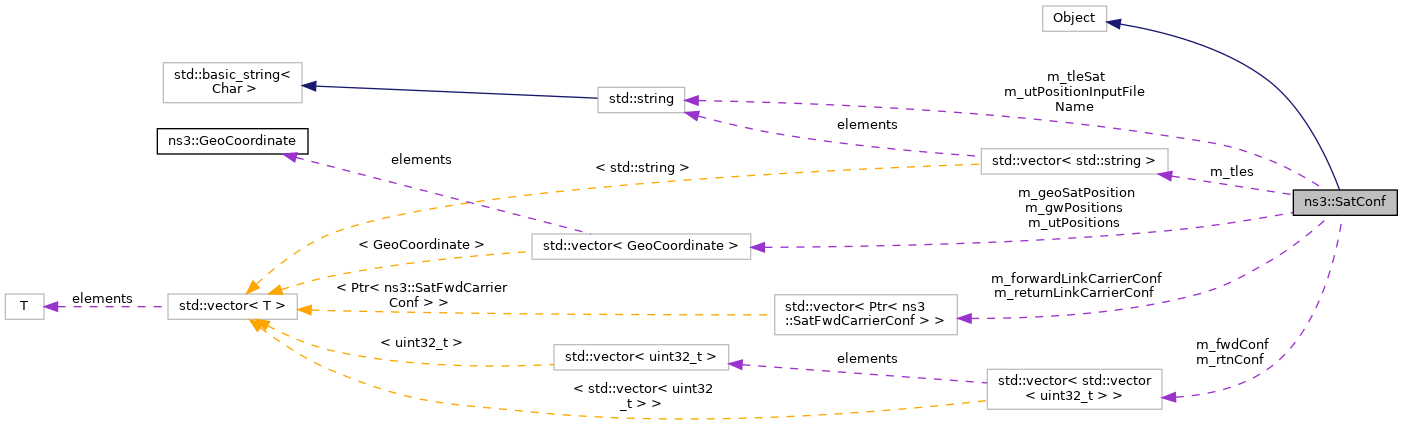 Object
std::basic_string<
Char >
m_tleSat
m_utPositionInputFile
Name
std::string
elements
ns3::GeoCoordinate
elements
std::vector< std::string >
< std::string >
m_tles
ns3::SatConf
m_geoSatPosition
m_gwPositions
m_utPositions
std::vector< GeoCoordinate >
< GeoCoordinate >
m_forwardLinkCarrierConf
m_returnLinkCarrierConf
< Ptr< ns3::SatFwdCarrier
Conf > >
T
elements
std::vector< T >
std::vector< Ptr< ns3
::SatFwdCarrierConf > >
< uint32_t >
std::vector< uint32_t >
elements
m_fwdConf
m_rtnConf
std::vector< std::vector
< uint32_t > >
< std::vector< uint32
_t > >